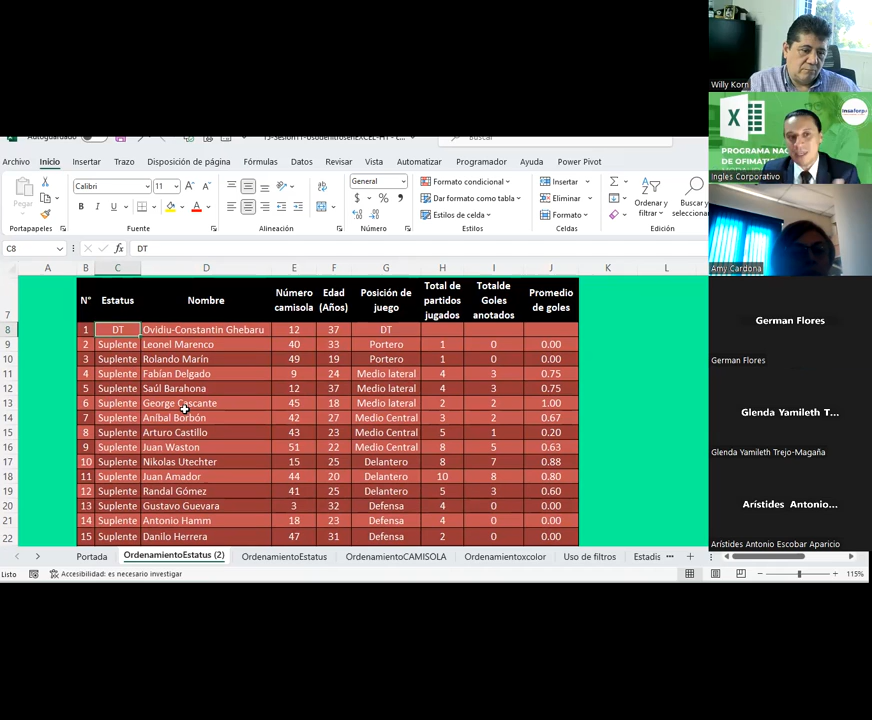 Autoguardado
Buscar
Archivo Inicio Insertar Trazo Disposición de página Fórmulas Datos Revisar Vista Automatizar Programador Ayuda Power Pivot
Pegar
Calibri 11
General
Formato condicional
Dar formato como tabla
Estilos de celda
Insertar
Eliminar
Formato
Ordenar y filtrar
Buscar y seleccionar
Portapapeles Fuente Alineación Número Estilos Celdas Edición
C8 fx DT
A B C D E F G H I J K L
7 N° Estatus Nombre Número camisola Edad (Años) Posición de juego Total de partidos jugados Totalde Goles anotados Promedio de goles
8 1 DT Ovidiu-Constantin Ghebaru 12 37 DT
9 2 Suplente Leonel Marenco 40 33 Portero 1 0 0.00
10 3 Suplente Rolando Marín 49 19 Portero 1 0 0.00
11 4 Suplente Fabían Delgado 9 24 Medio lateral 4 3 0.75
12 5 Suplente Saúl Barahona 12 37 Medio lateral 4 3 0.75
13 6 Suplente George Cascante 45 18 Medio lateral 2 2 1.00
14 7 Suplente Aníbal Borbón 42 27 Medio Central 3 2 0.67
15 8 Suplente Arturo Castillo 43 23 Medio Central 5 1 0.20
16 9 Suplente Juan Waston 51 22 Medio Central 8 5 0.63
17 10 Suplente Nikolas Utechter 15 25 Delantero 8 7 0.88
18 11 Suplente Juan Amador 44 20 Delantero 10 8 0.80
19 12 Suplente Randal Gómez 41 25 Delantero 5 3 0.60
20 13 Suplente Gustavo Guevara 3 32 Defensa 4 0 0.00
21 14 Suplente Antonio Hamm 18 23 Defensa 4 0 0.00
22 15 Suplente Danilo Herrera 47 31 Defensa 2 0 0.00
Portada OrdenamientoEstatus (2) OrdenamientoEstatus OrdenamientoCAMISOLA Ordenamientoxcolor Uso de filtros Estadis
Listo Accesibilidad: es necesario investigar 115%
Willy Korn
PROGRAMA NAC
DE OFIMATIC
Insaforp
Ingles Corporativo
Amy Cardona
German Flores
German Flores
Glenda Yamileth T...
Glenda Yamileth Trejo-Magaña
Arístides Antonio...
Arístides Antonio Escobar Aparicio